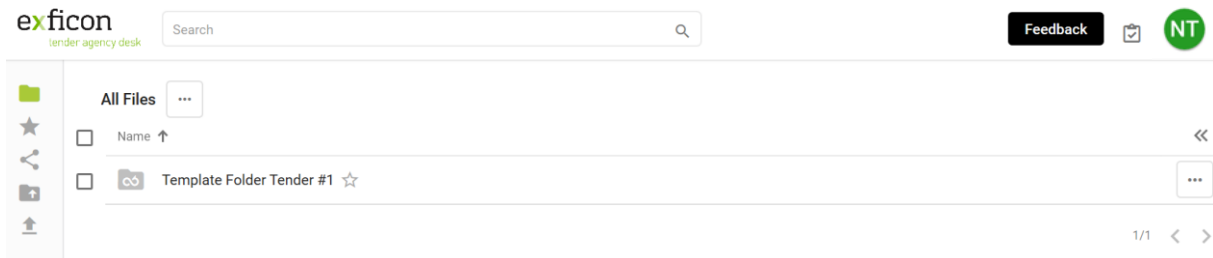 exficon
tender agency desk
Search
Feedback
NT
All Files
Name
Template Folder Tender #1
1/1